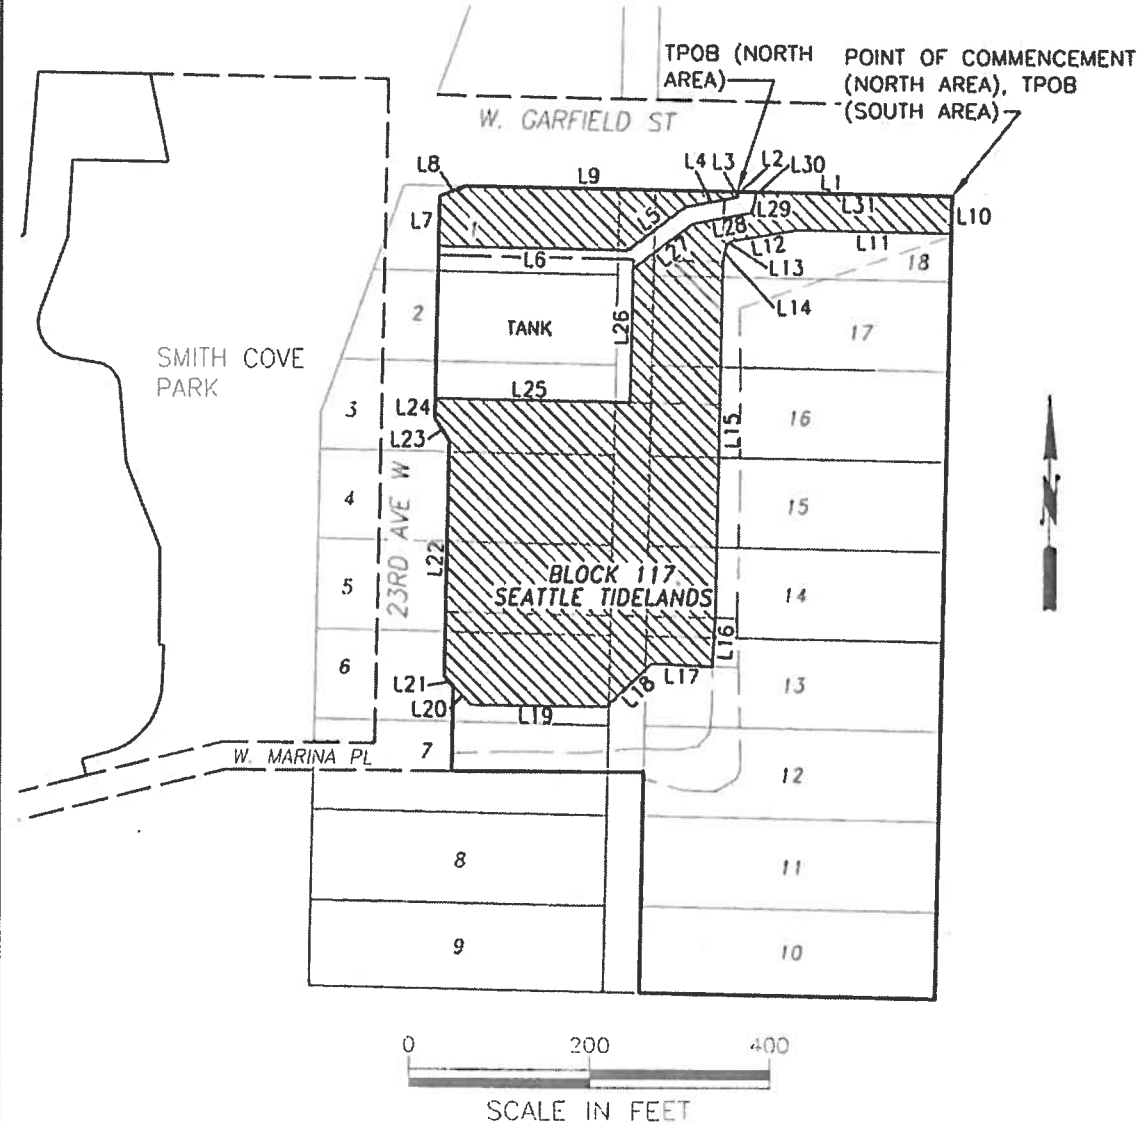 TPOB (NORTH
AREA)
POINT OF COMMENCEMENT
(NORTH AREA), TPOB
(SOUTH AREA)
W. GARFIELD ST
L8
L9
L4
L3
L2
L30
L1
L7
1
L5
L28
L29
L31
L10
L6
L27
L12
L11
L13
18
L14
2
TANK
L26
17
SMITH COVE
PARK
3
L24
L25
L23
L15
16
4
23RD AVE W
L22
15
5
BLOCK 117
SEATTLE TIDELANDS
14
L16
6
L21
L20
L19
L18
L17
13
W. MARINA PL
7
12
8
11
9
10
N
0
200
400
SCALE IN FEET